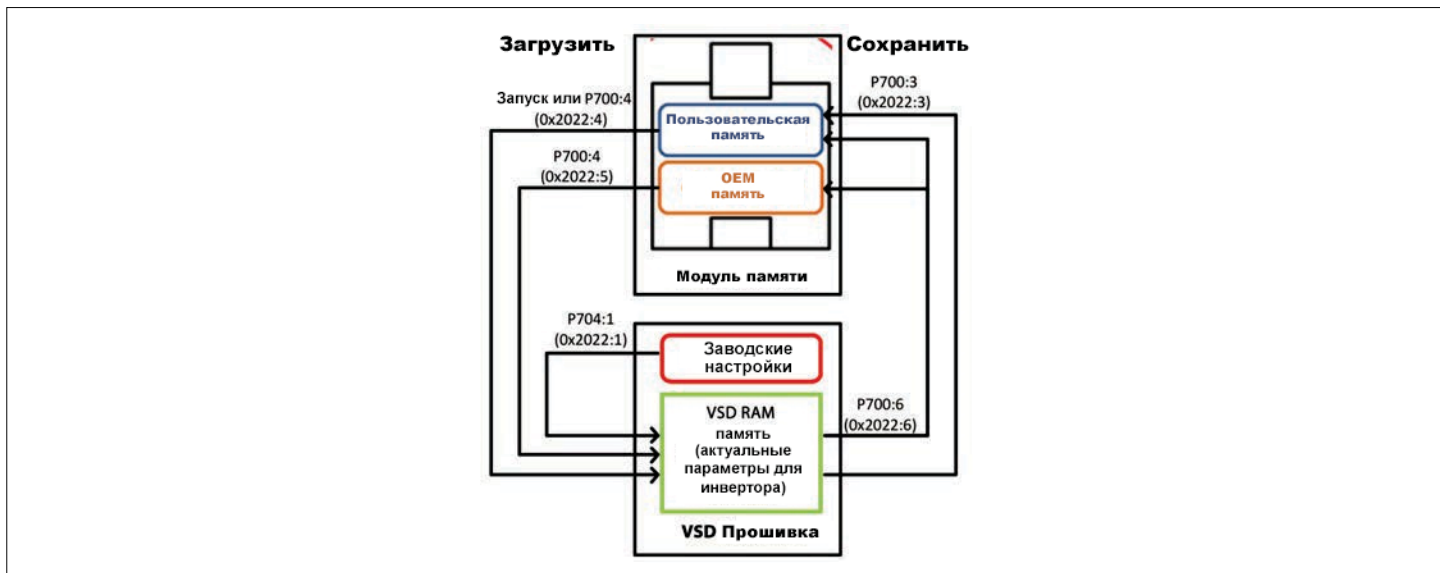 Загрузить
Сохранить
P700:3
(0x2022:3)
Запуск или P700:4
(0x2022:4)
Пользовательская
память
P700:4
(0x2022:5)
OEM
память
Модуль памяти
P704:1
(0x2022:1)
Заводские
настройки
VSD RAM
память
(актуальные
параметры для
инвертора)
P700:6
(0x2022:6)
VSD Прошивка